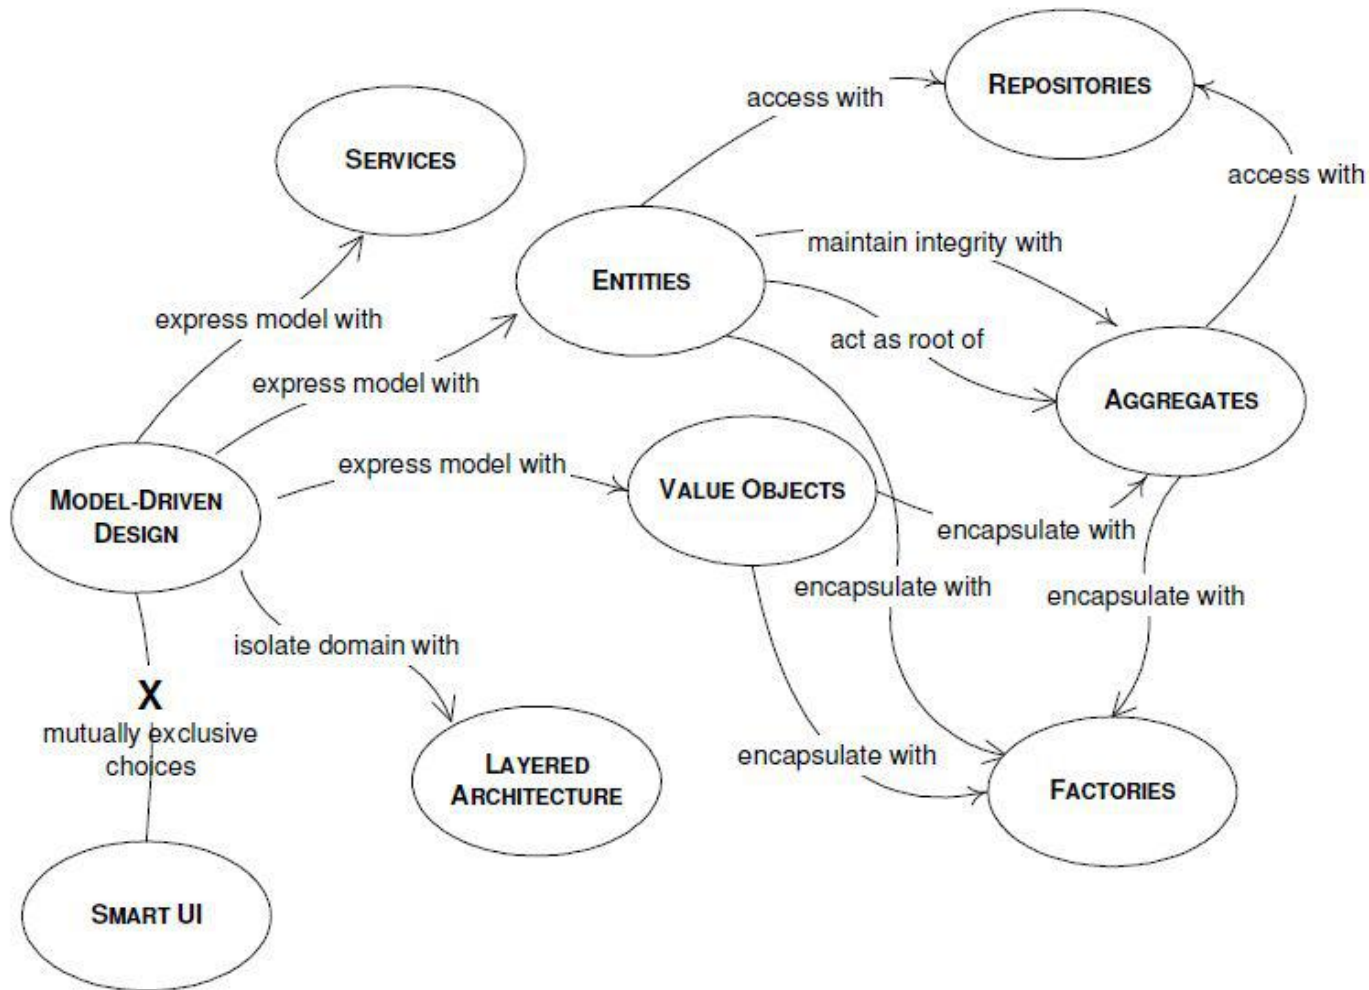 REPOSITORIES
access with
SERVICES
access with
maintain integrity with
ENTITIES
express model with
act as root of
express model with
AGGREGATES
express model with
VALUE OBJECTS
MODEL-DRIVEN
DESIGN
encapsulate with
encapsulate with
encapsulate with
isolate domain with
X
mutually exclusive
choices
encapsulate with
LAYERED
ARCHITECTURE
FACTORIES
SMART UI